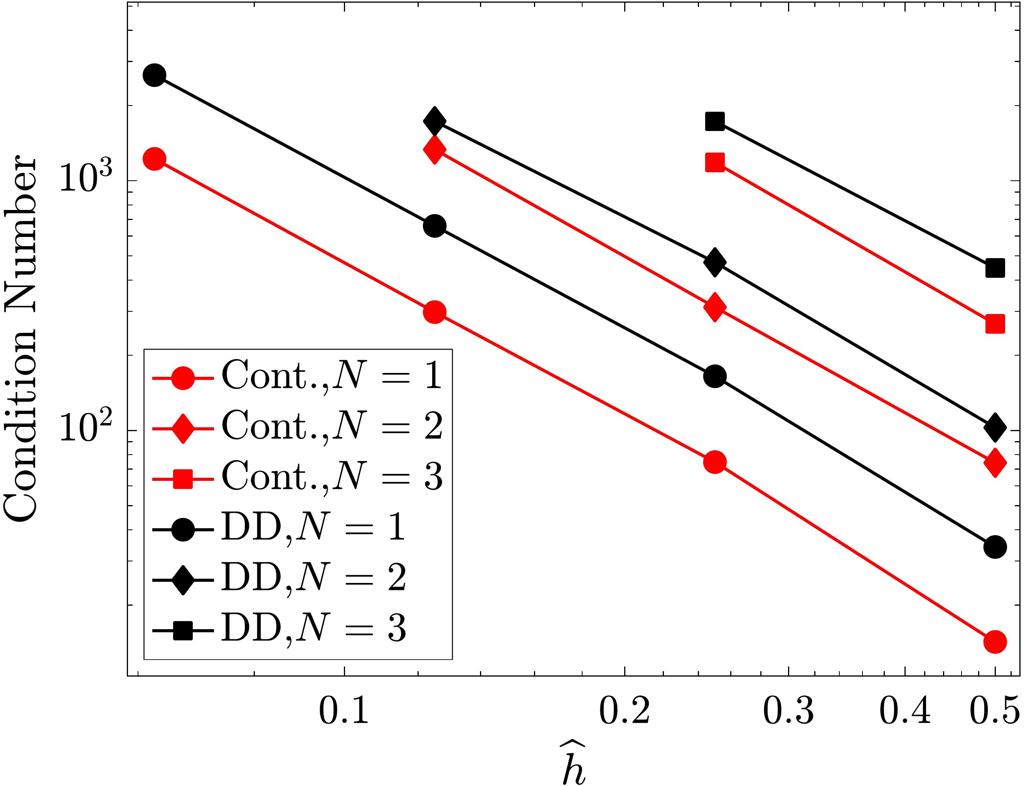 Condition Number
10³
10²
Cont.,N = 1
Cont.,N = 2
Cont.,N = 3
DD,N = 1
DD,N = 2
DD,N = 3
0.1 0.2 0.3 0.4 0.5
ĥ